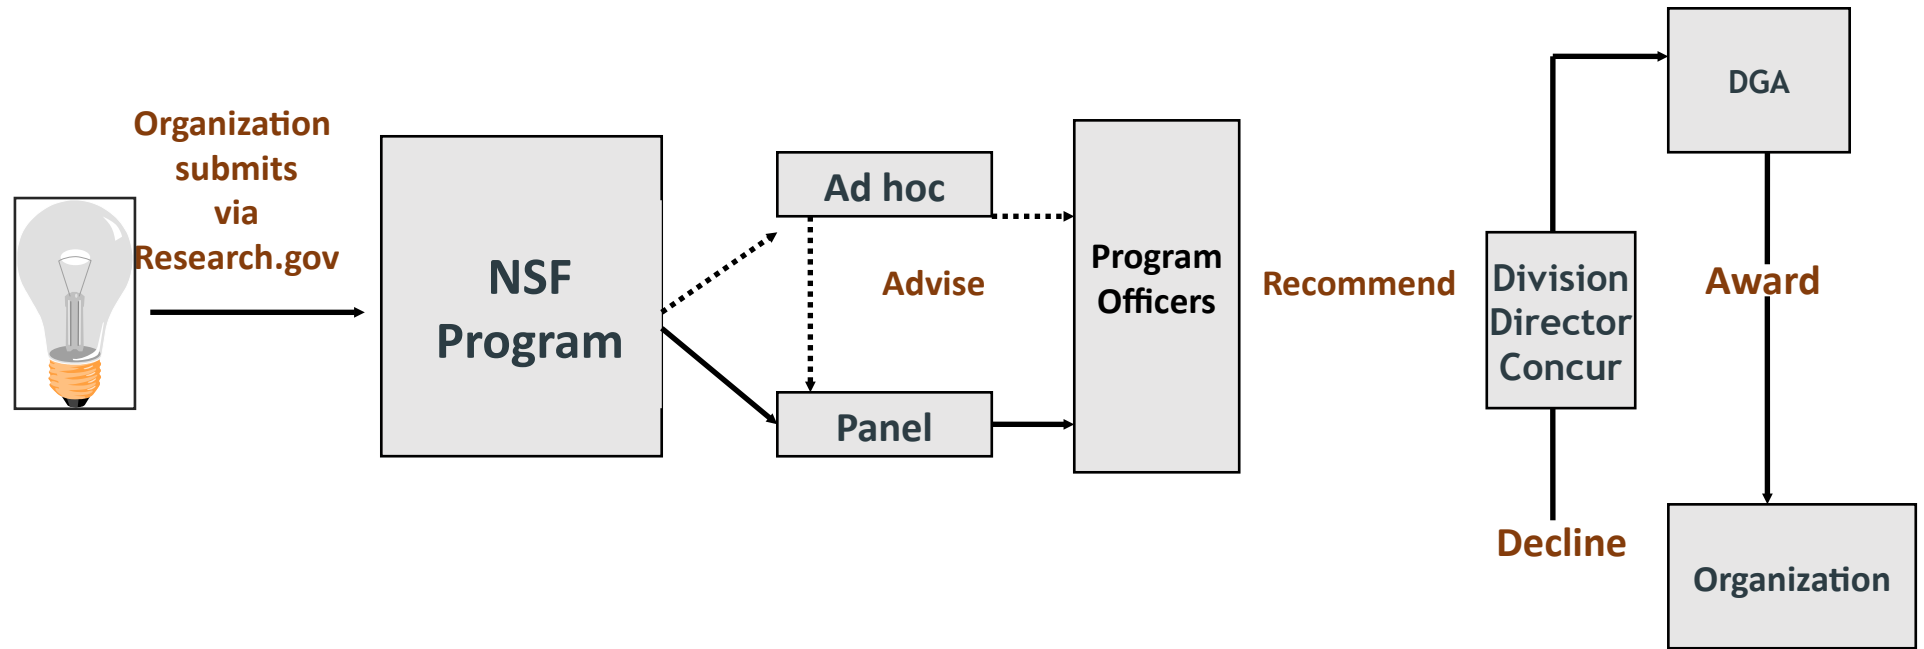 Organization
submits
via
Research.gov
NSF
Program
Ad hoc
Advise
Panel
Program
Officers
Recommend
Division
Director
Concur
Decline
DGA
Award
Organization